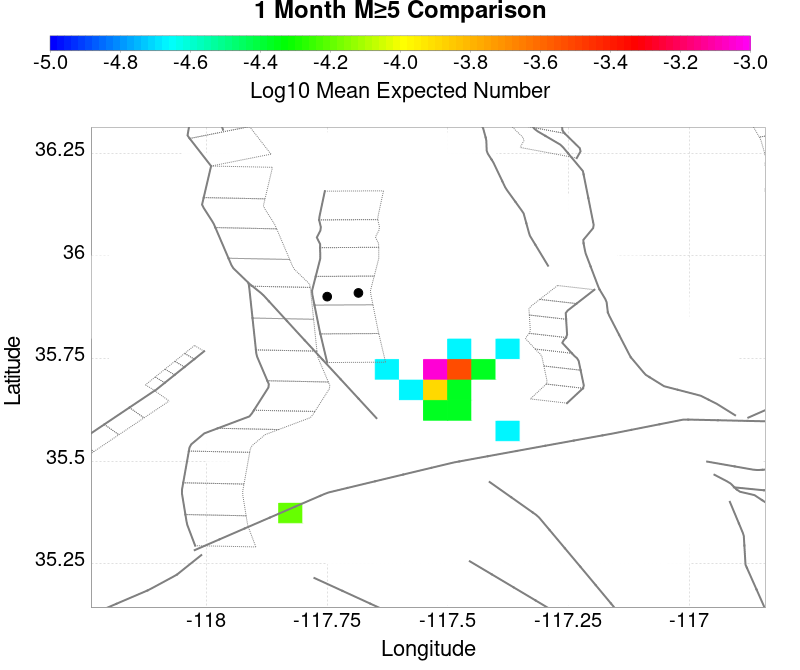 1 Month M≥5 Comparison
-5.0 -4.8 -4.6 -4.4 -4.2 -4.0 -3.8 -3.6 -3.4 -3.2 -3.0
Log10 Mean Expected Number
36.25
36
35.75
35.5
35.25
Latitude
-118 -117.75 -117.5 -117.25 -117
Longitude